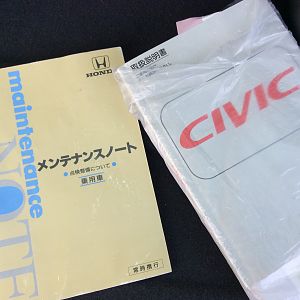 HONDA
maintenance
NOTE
メンテナンスノート
点検整備について
乗用車
常時携行
取扱説明書
CIVIC